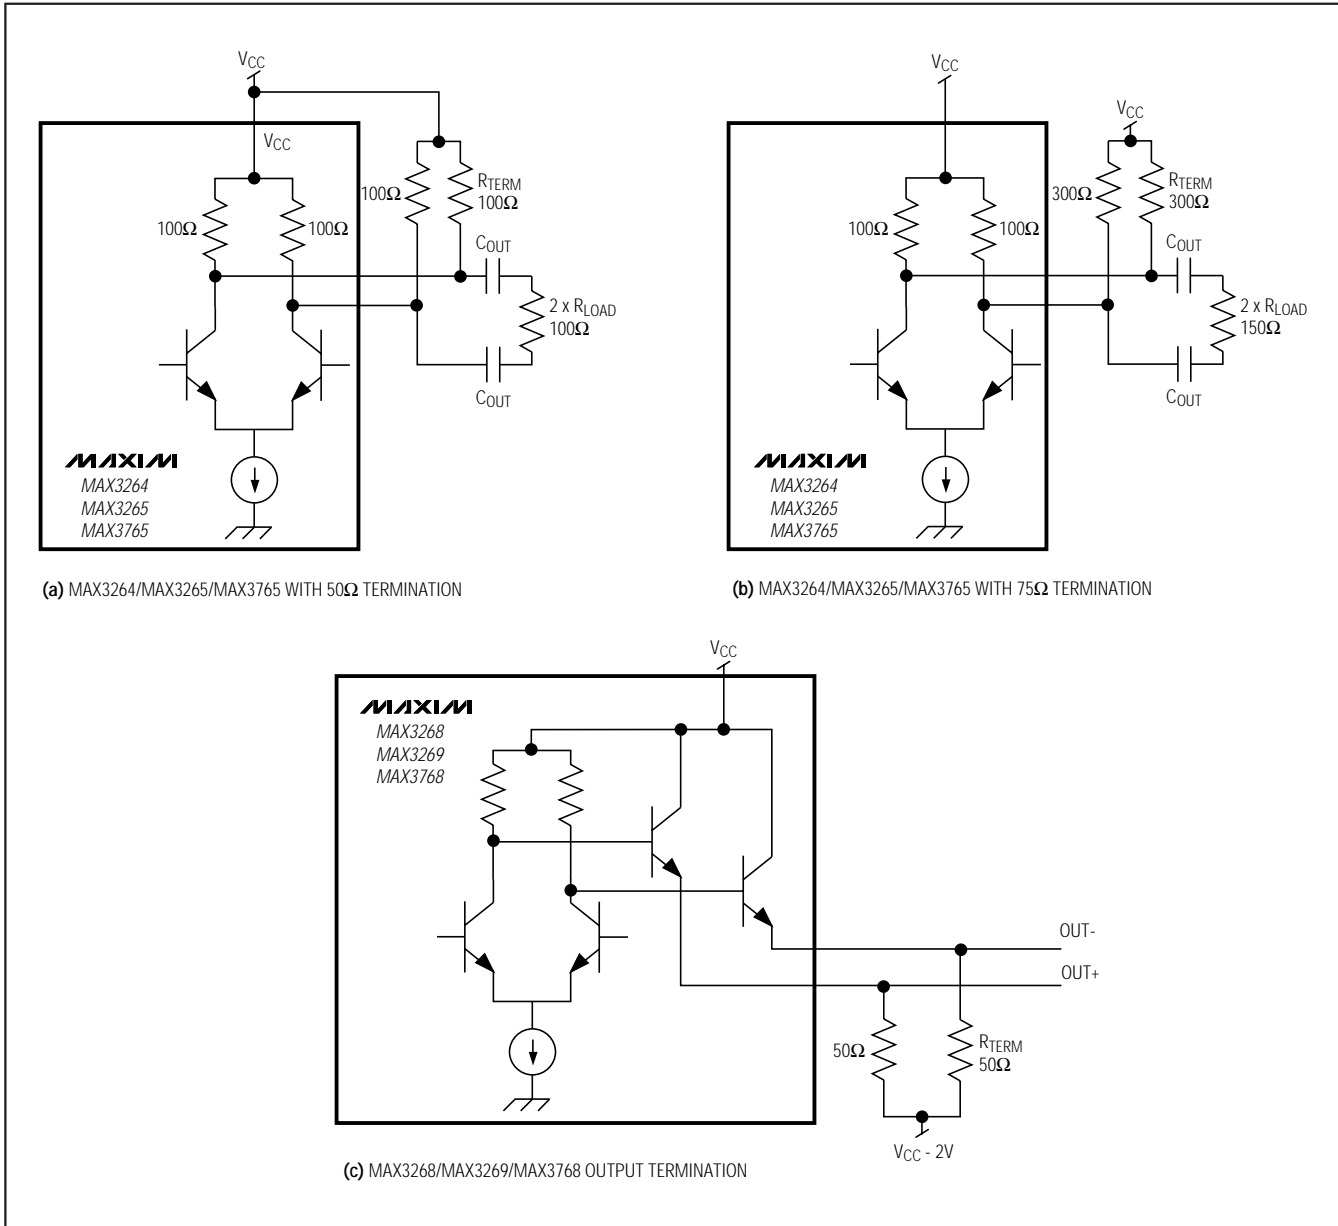 VCC
VCC
100Ω
RTERM
100Ω
100Ω
100Ω
COUT
2 x RLOAD
100Ω
COUT
MAXIM
MAX3264
MAX3265
MAX3765
(a) MAX3264/MAX3265/MAX3765 WITH 50Ω TERMINATION
VCC
VCC
300Ω
RTERM
300Ω
100Ω
100Ω
COUT
2 x RLOAD
150Ω
COUT
MAXIM
MAX3264
MAX3265
MAX3765
(b) MAX3264/MAX3265/MAX3765 WITH 75Ω TERMINATION
VCC
MAXIM
MAX3268
MAX3269
MAX3768
OUT-
OUT+
50Ω
RTERM
50Ω
VCC - 2V
(c) MAX3268/MAX3269/MAX3768 OUTPUT TERMINATION